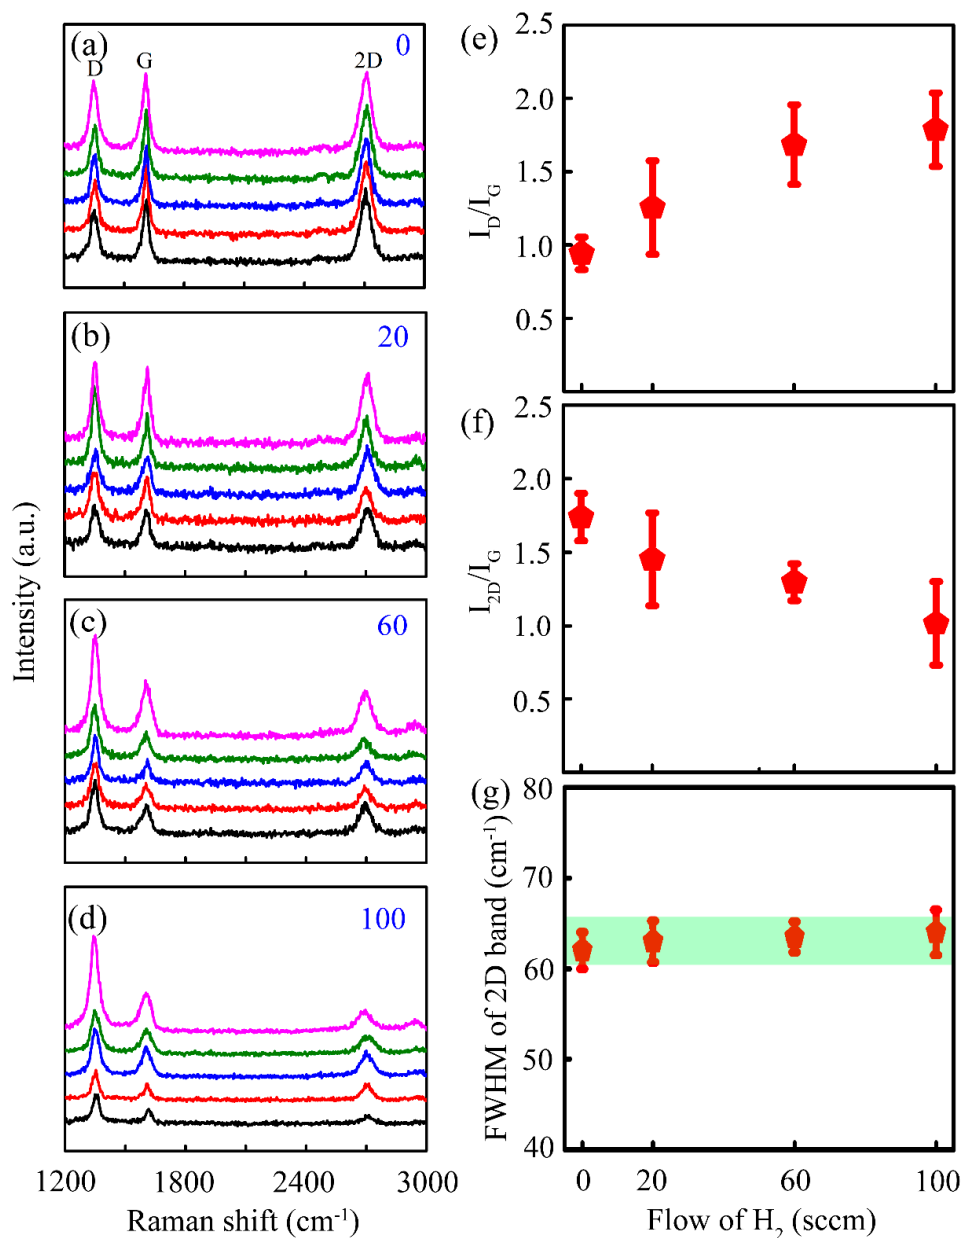 (a)
0
D
G
2D
(b)
20
(c)
60
(d)
100
Intensity (a.u.)
1200
1800
2400
3000
Raman shift (cm⁻¹)
(e)
2.5
2.0
1.5
1.0
0.5
I_D/I_G
(f)
2.5
2.0
1.5
1.0
0.5
I_2D/I_G
(g)
80
70
60
50
40
FWHM of 2D band (cm⁻¹)
0
20
60
100
Flow of H₂ (sccm)